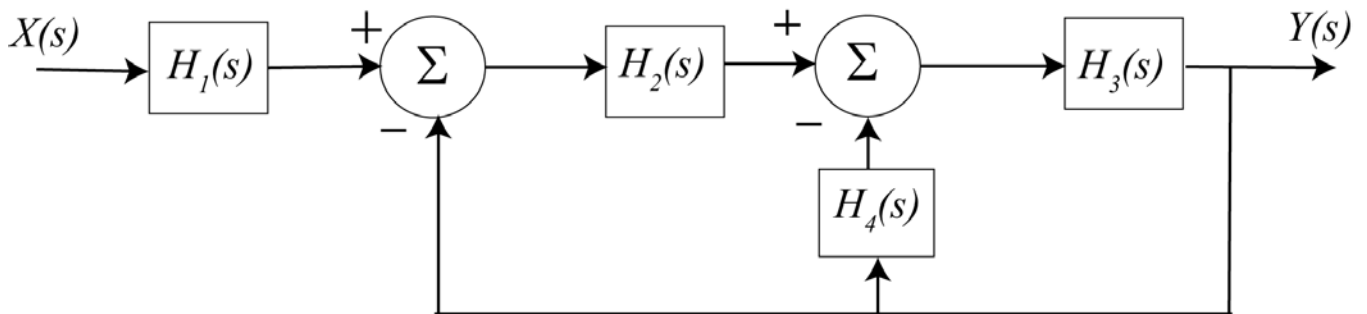 X(s)
H₁(s)
+
Σ
−
H₂(s)
+
Σ
−
H₃(s)
Y(s)
H₄(s)